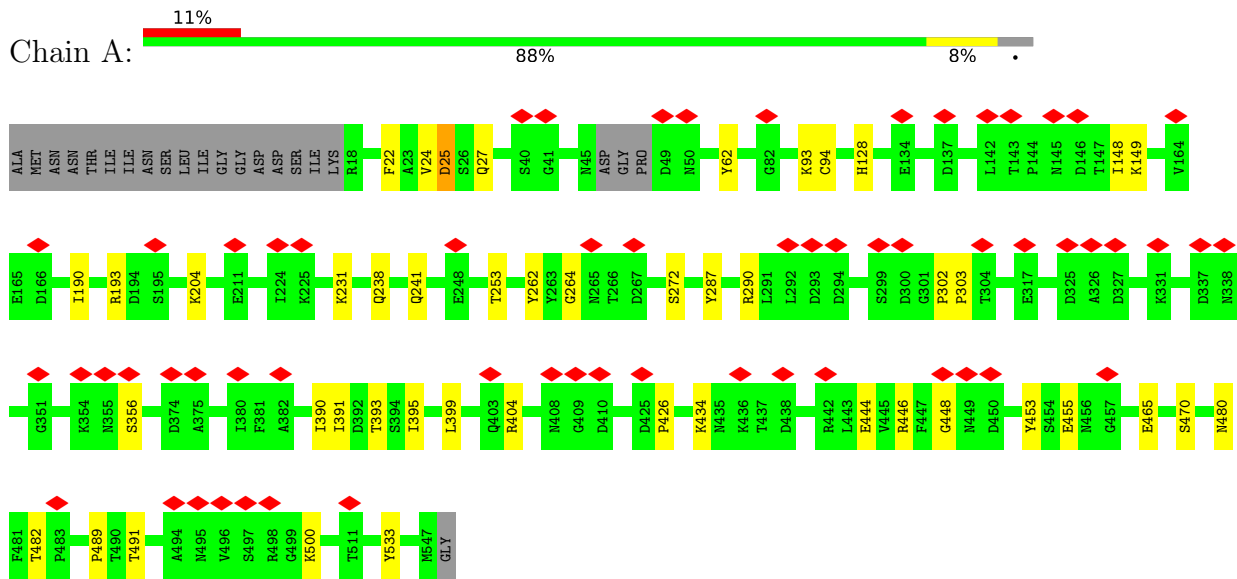 11%
Chain A:
88% 8% •
ALA MET ASN ASN THR ILE ILE ASN SER LEU ILE GLY GLY ASP ASP SER ILE LYS R18 F22 A23 V24 D25 S26 Q27 S40 G41 N45 ASP GLY PRO D49 N50 Y62 G82 K93 C94 H128 E134 D137 L142 T143 P144 N145 D146 T147 I148 K149 V164
E165 D166 I190 R193 D194 S195 K204 E211 I224 K225 K231 Q238 Q241 E248 T253 Y262 Y263 G264 N265 T266 D267 S272 Y287 R290 L291 L292 D293 D294 S299 D300 G301 P302 P303 T304 E317 D325 A326 D327 K331 D337 N338
G351 K354 N355 S356 D374 A375 I380 F381 A382 I390 I391 D392 T393 S394 I395 L399 Q403 R404 N408 G409 D410 D425 P426 K434 N435 K436 T437 D438 R442 L443 E444 V445 R446 F447 G448 N449 D450 Y453 S454 E455 N456 G457 E465 S470 N480
F481 T482 P483 P489 T490 T491 A494 N495 V496 S497 R498 G499 K500 T511 Y533 M547 GLY